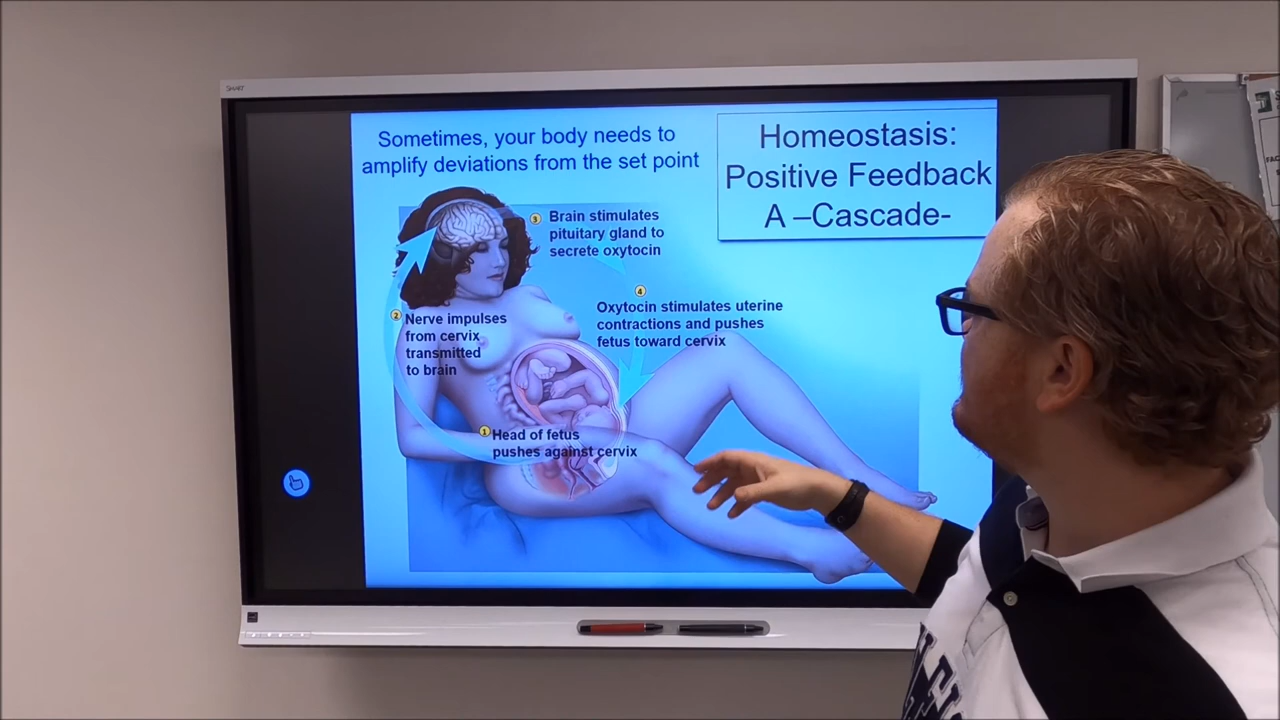 SMART
Sometimes, your body needs to
amplify deviations from the set point
Homeostasis:
Positive Feedback
A –Cascade-
3 Brain stimulates
pituitary gland to
secrete oxytocin
4
Oxytocin stimulates uterine
contractions and pushes
fetus toward cervix
2 Nerve impulses
from cervix
transmitted
to brain
1 Head of fetus
pushes against cervix